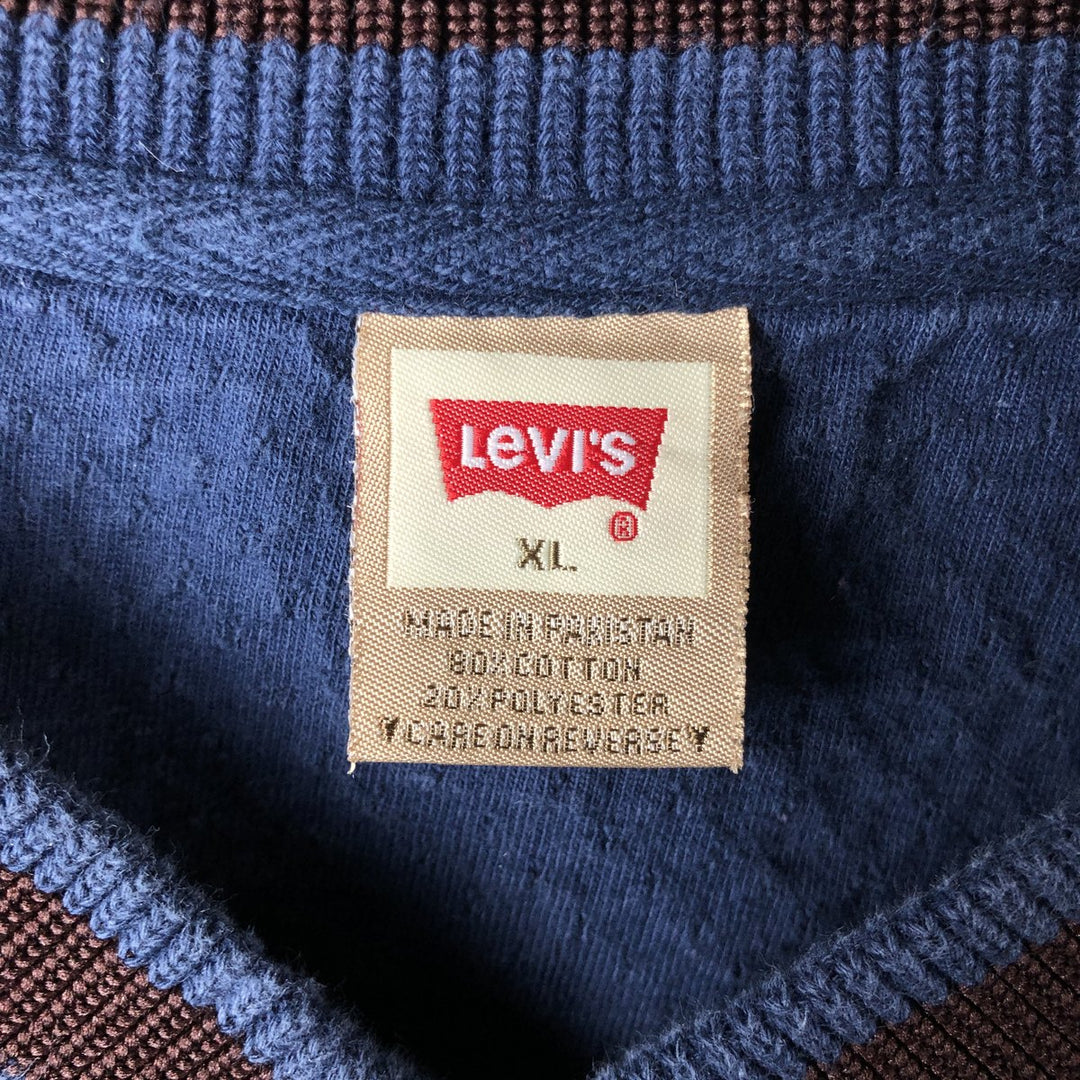 LEVI'S
®
XL
MADE IN PAKISTAN
80% COTTON
20% POLYESTER
CARE ON REVERSE